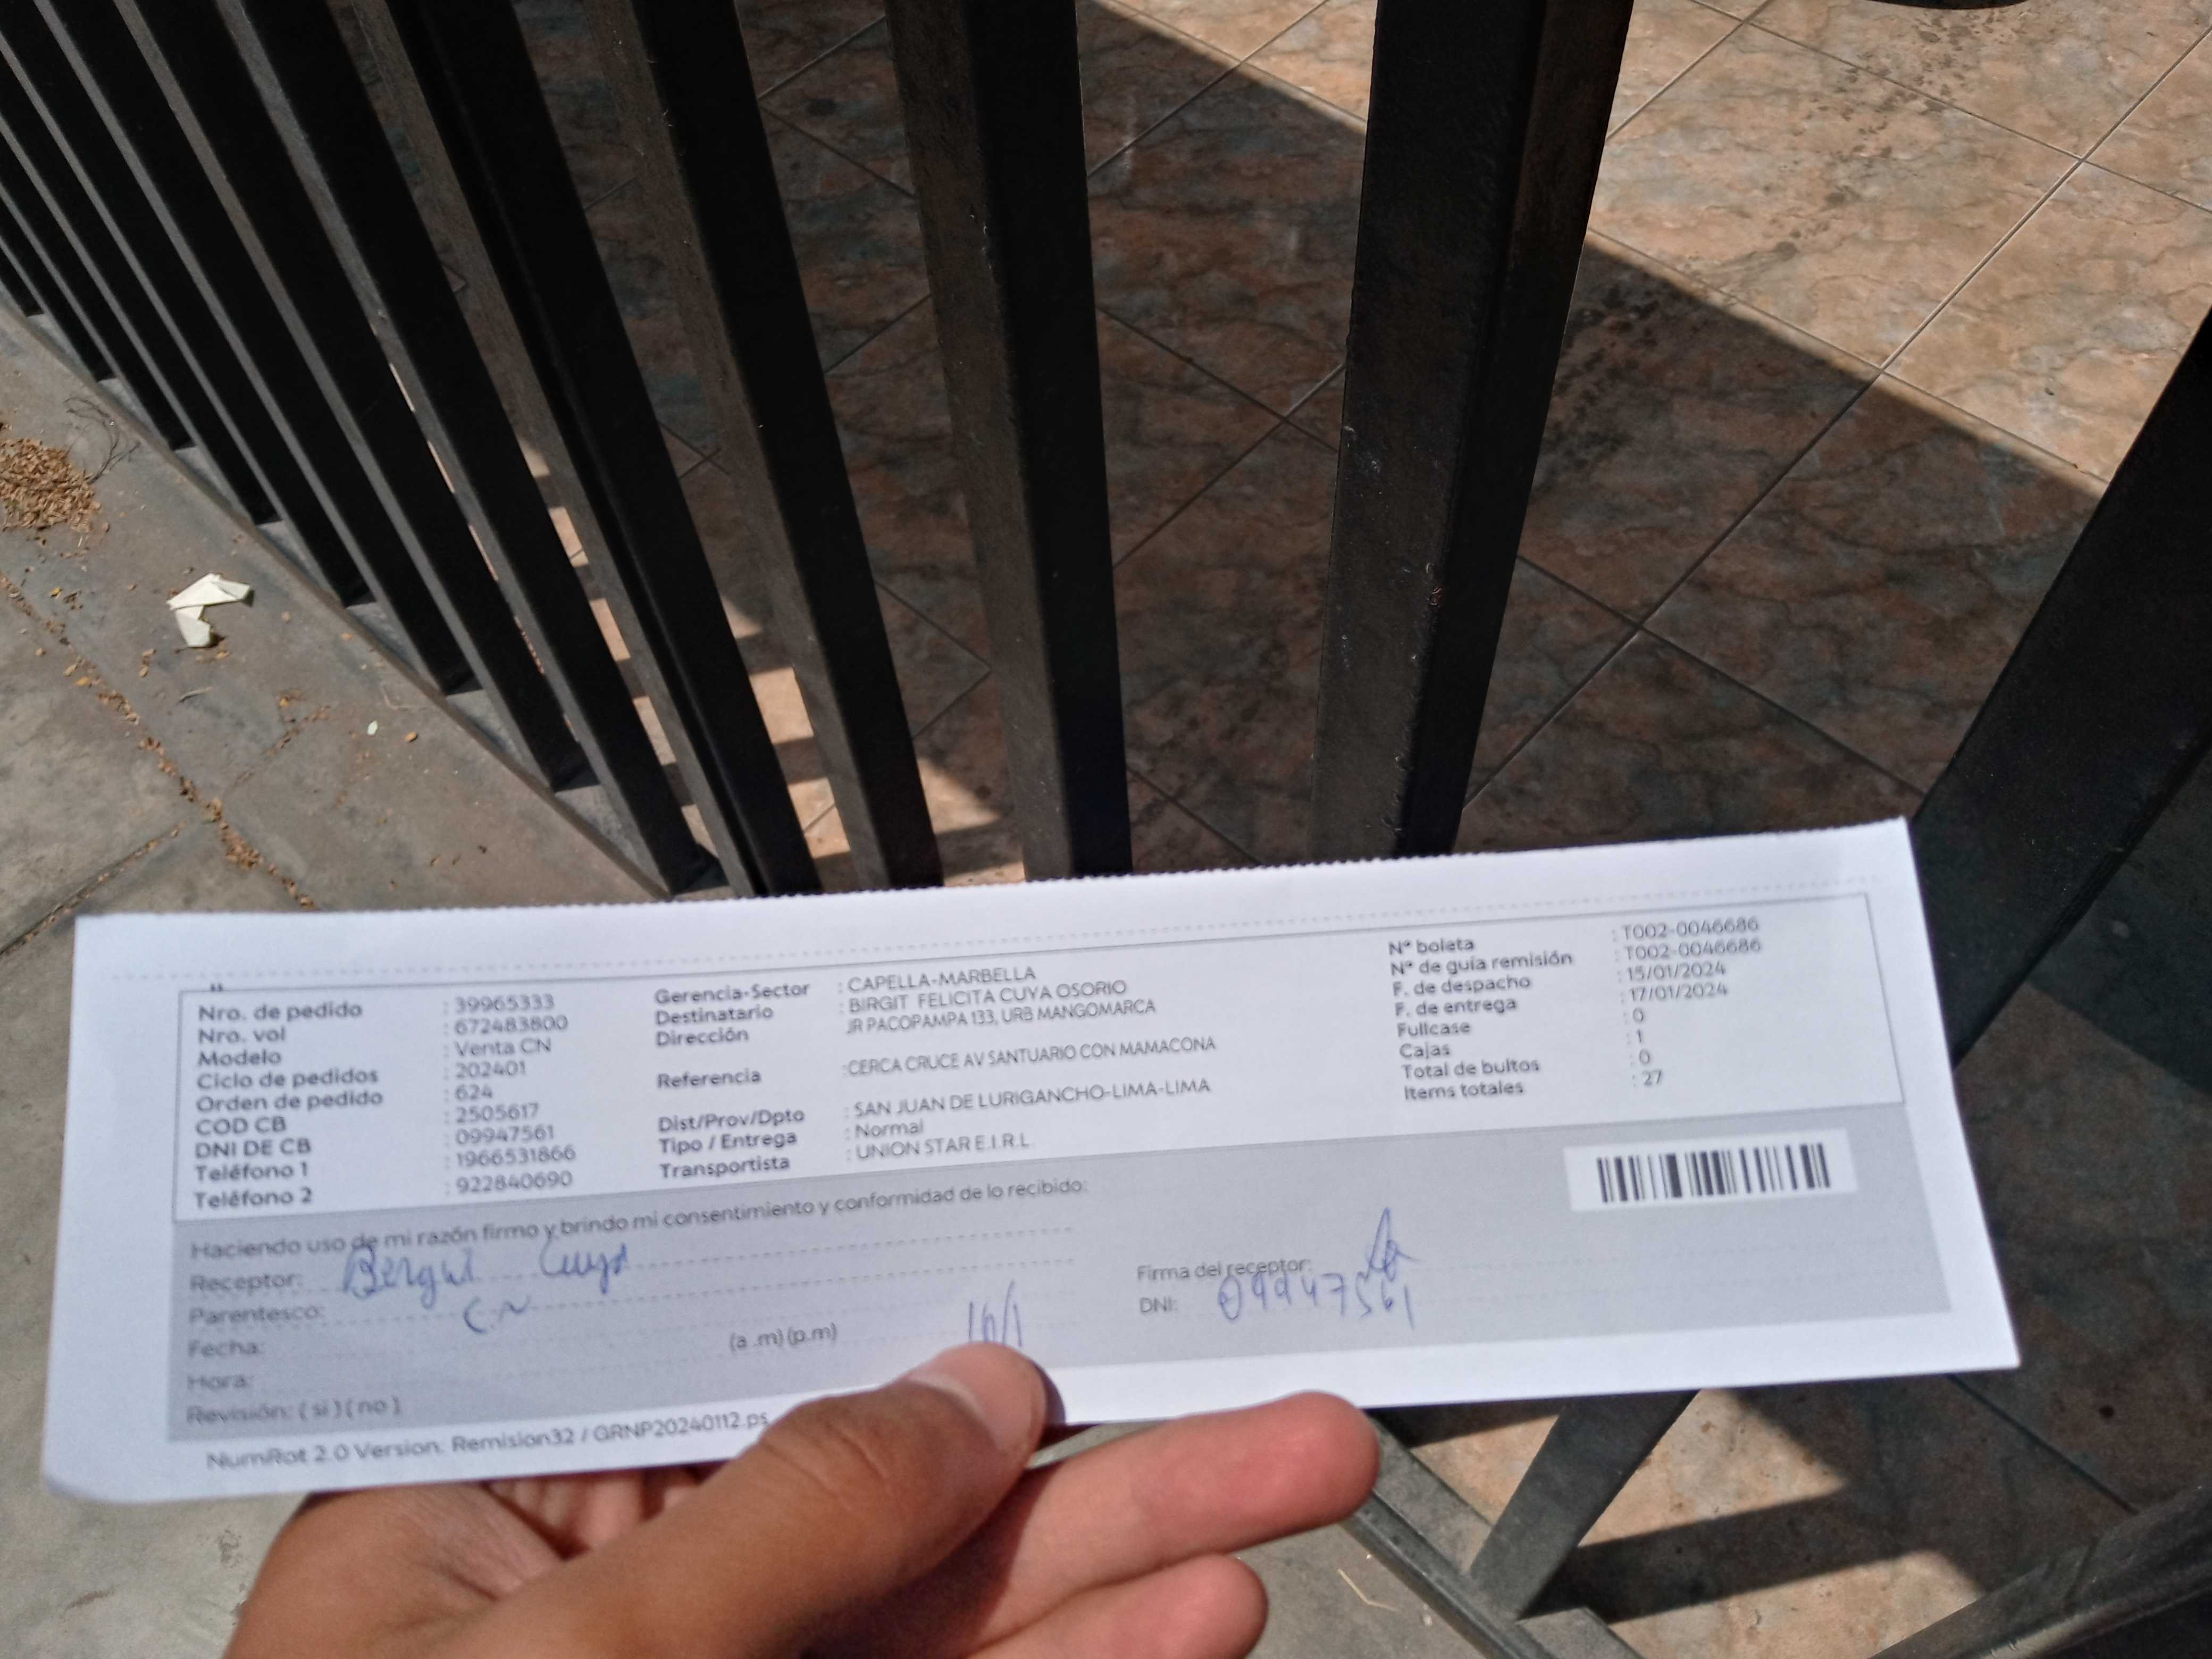 Nro. de pedido : 39965333
Nro. vol : 672483800
Modelo : Venta CN
Ciclo de pedidos : 202401
Orden de pedido : 624
COD CB : 2505617
DNI DE CB : 09947561
Teléfono 1 : 1966531866
Teléfono 2 : 922840690
Gerencia-Sector : CAPELLA-MARBELLA
Destinatario : BIRGIT FELICITA CUYA OSORIO
Dirección JR PACOPAMPA 133, URB MANGOMARCA
Referencia :CERCA CRUCE AV SANTUARIO CON MAMACONA
Dist/Prov/Dpto : SAN JUAN DE LURIGANCHO-LIMA-LIMA
Tipo / Entrega : Normal
Transportista : UNION STAR E.I.R.L
Nº boleta : T002-0046686
Nº de guía remisión : T002-0046686
F. de despacho : 15/01/2024
F. de entrega : 17/01/2024
Fullcase : 0
Cajas : 1
Total de bultos : 0
Items totales : 27
Haciendo uso de mi razón firmo y brindo mi consentimiento y conformidad de lo recibido:
Receptor: Cuya
Parentesco: C.N
Fecha: 16/1
Hora: (a .m) (p.m)
Revisión: ( si ) ( no )
Firma del receptor:
DNI: 09947561
NumRot 2.0 Version: Remision32 / GRNP20240112.ps